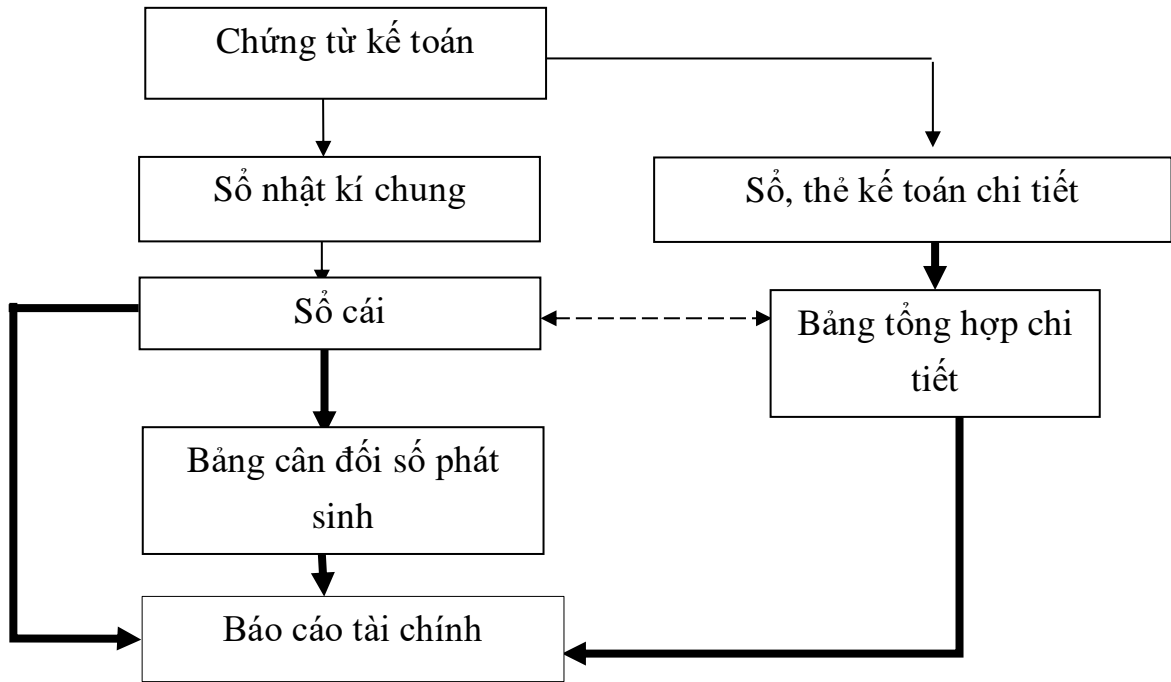 Chứng từ kế toán
Sổ nhật kí chung
Sổ, thẻ kế toán chi tiết
Sổ cái
Bảng tổng hợp chi
tiết
Bảng cân đối số phát
sinh
Báo cáo tài chính